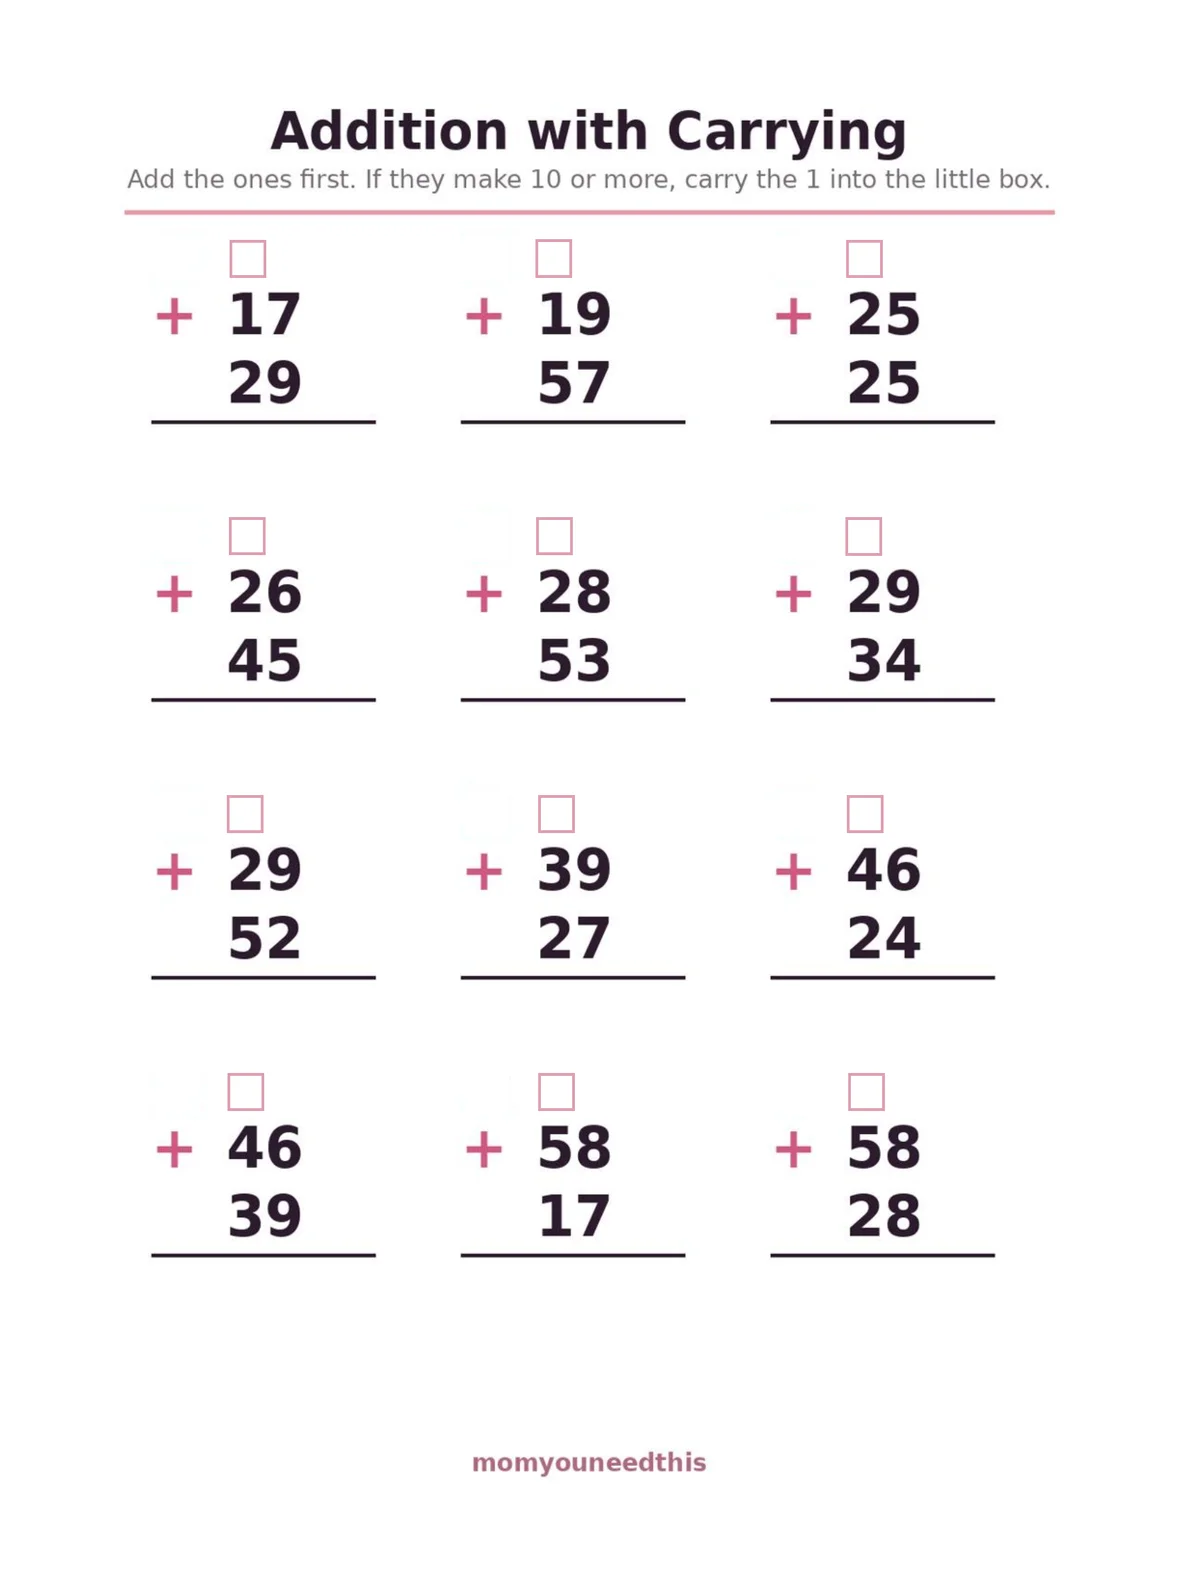 Addition with Carrying
Add the ones first. If they make 10 or more, carry the 1 into the little box.
+ 17 + 19 + 25
29 57 25
+ 26 + 28 + 29
45 53 34
+ 29 + 39 + 46
52 27 24
+ 46 + 58 + 58
39 17 28
momyouneedthis